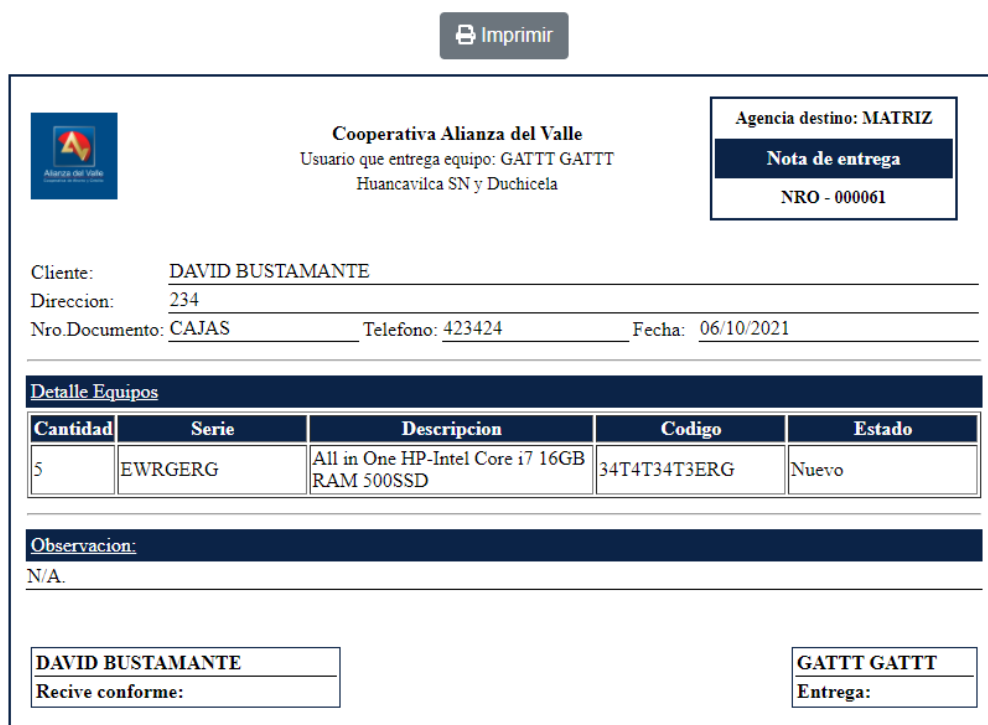 Imprimir
Alianza del Valle
Cooperativa Alianza del Valle
Usuario que entrega equipo: GATTT GATTT
Huancavilca SN y Duchicela
Agencia destino: MATRIZ
Nota de entrega
NRO - 000061
Cliente: DAVID BUSTAMANTE
Direccion: 234
Nro.Documento: CAJAS Telefono: 423424 Fecha: 06/10/2021
Detalle Equipos
Cantidad Serie Descripcion Codigo Estado
5 EWRGERG All in One HP-Intel Core i7 16GB RAM 500SSD 34T4T34T3ERG Nuevo
Observacion:
N/A.
DAVID BUSTAMANTE
Recive conforme:
GATTT GATTT
Entrega: